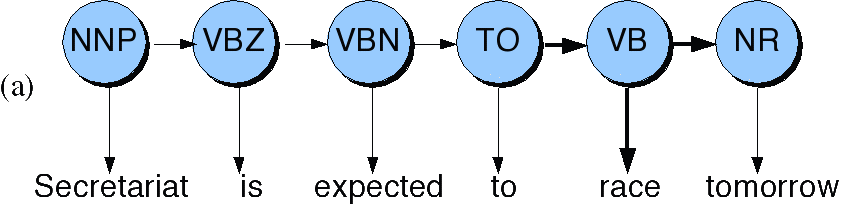 NNP VBZ VBN TO VB NR
(a)
Secretariat is expected to race tomorrow